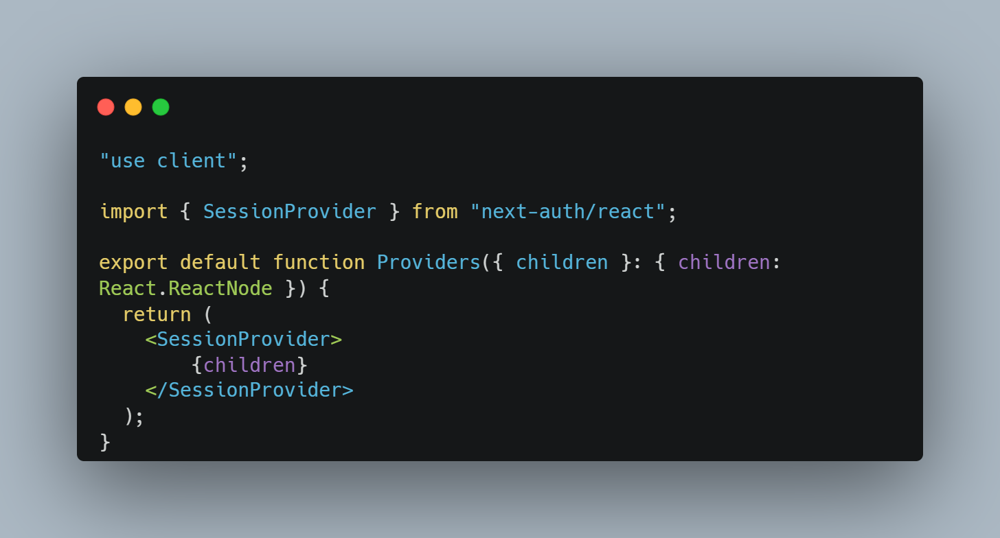 "use client";
import { SessionProvider } from "next-auth/react";
export default function Providers({ children }: { children:
React.ReactNode }) {
  return (
    <SessionProvider>
        {children}
    </SessionProvider>
  );
}